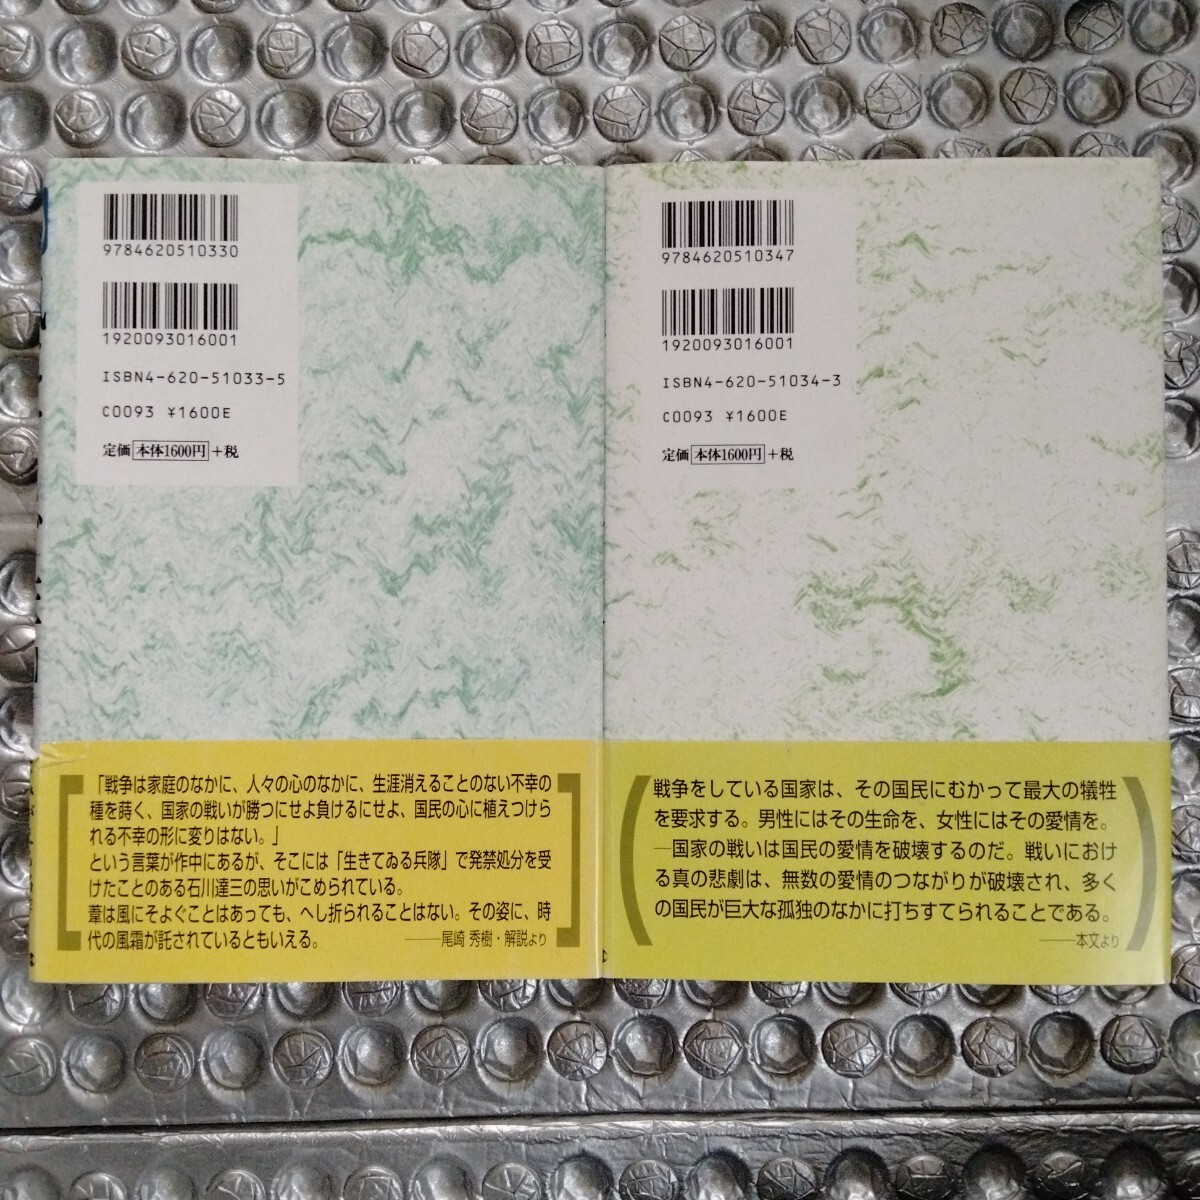 9784620510330
1920093016001
ISBN4-620-51033-5
C0093 ¥1600E
定価 本体1600円 +税
「戦争は家庭のなかに、人々の心のなかに、生涯消えることのない不幸の
種を蒔く、国家の戦いが勝つにせよ負けるにせよ、国民の心に植えつけら
れる不幸の形に変りはない。」
という言葉が作中にあるが、そこには「生きてゐる兵隊」で発禁処分を受
けたことのある石川達三の思いがこめられている。
葦は風にそよぐことはあっても、へし折られることはない。その姿に、時
代の風霜が託されているともいえる。
——尾崎 秀樹・解説より
9784620510347
1920093016001
ISBN4-620-51034-3
C0093 ¥1600E
定価 本体1600円 +税
戦争をしている国家は、その国民にむかって最大の犠牲
を要求する。男性にはその生命を、女性にはその愛情を。
—国家の戦いは国民の愛情を破壊するのだ。戦いにおけ
る真の悲劇は、無数の愛情のつながりが破壊され、多く
の国民が巨大な孤独のなかに打ちすてられることである。
——本文より